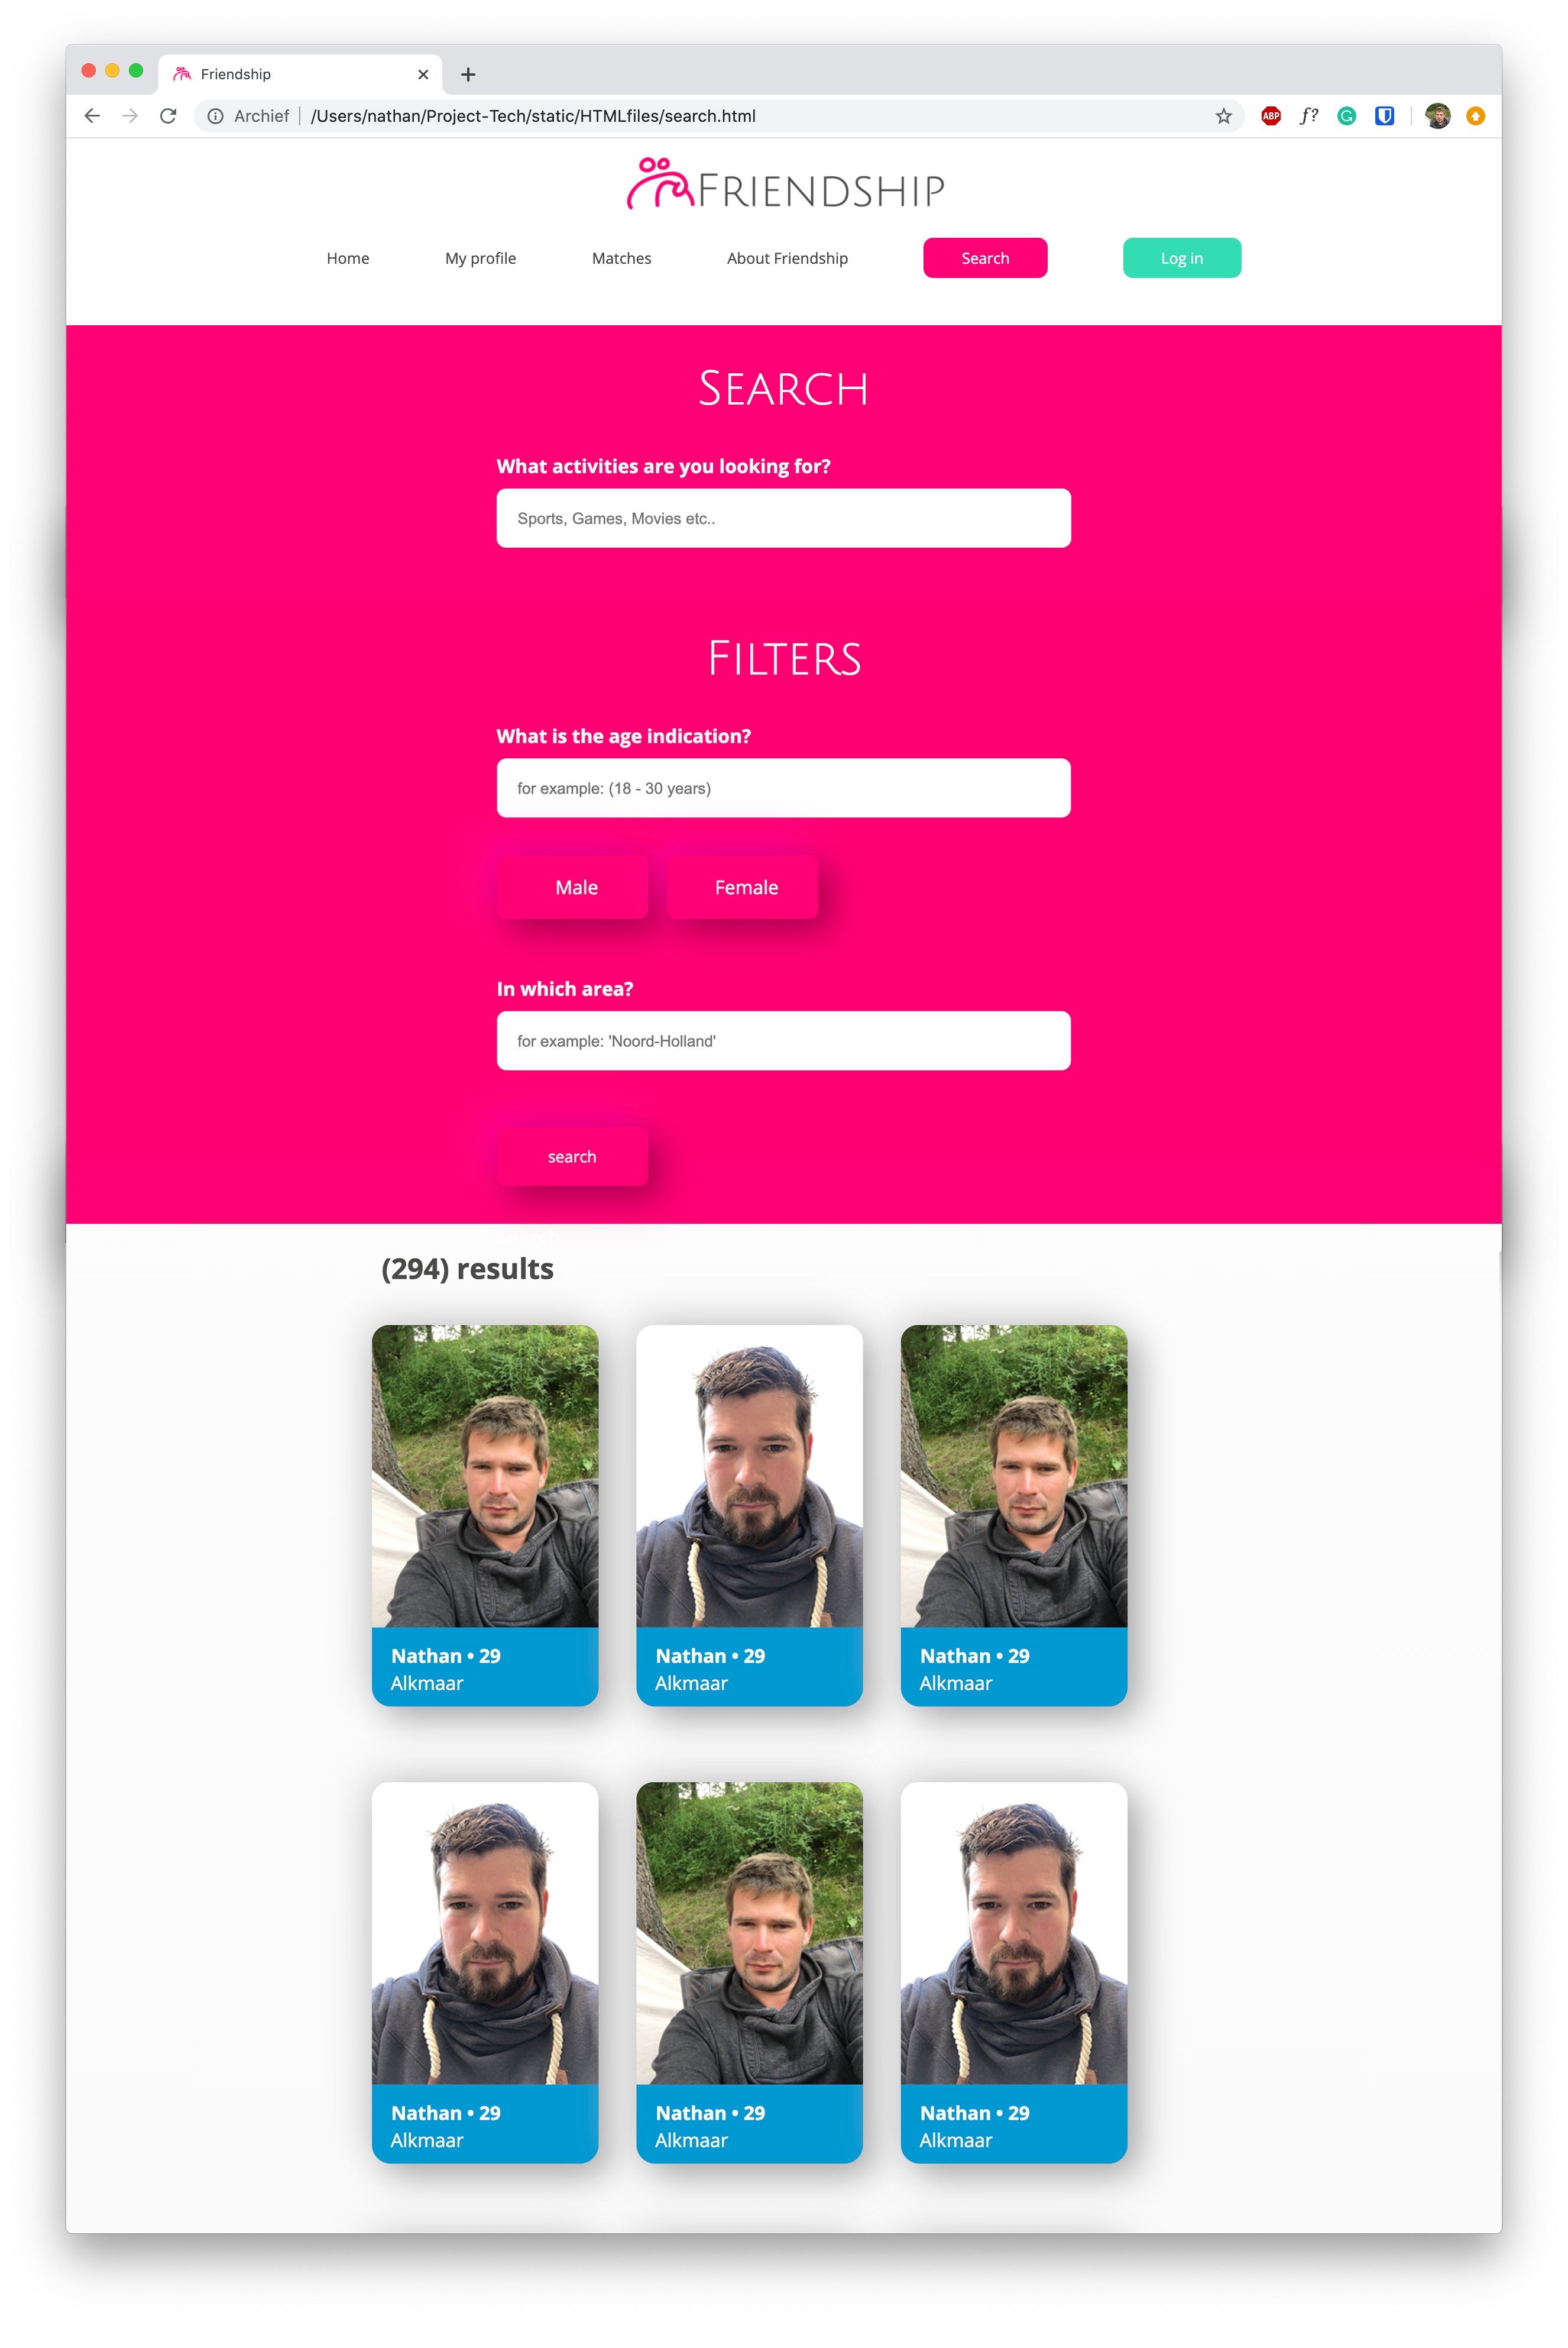 Friendship
Archief
/Users/nathan/Project-Tech/static/HTMLfiles/search.html
ABP
f?
FRIENDSHIP
Home
My profile
Matches
About Friendship
Search
Log in
SEARCH
What activities are you looking for?
Sports, Games, Movies etc..
FILTERS
What is the age indication?
for example: (18 - 30 years)
Male
Female
In which area?
for example: 'Noord-Holland'
search
(294) results
Nathan • 29
Alkmaar
Nathan • 29
Alkmaar
Nathan • 29
Alkmaar
Nathan • 29
Alkmaar
Nathan • 29
Alkmaar
Nathan • 29
Alkmaar